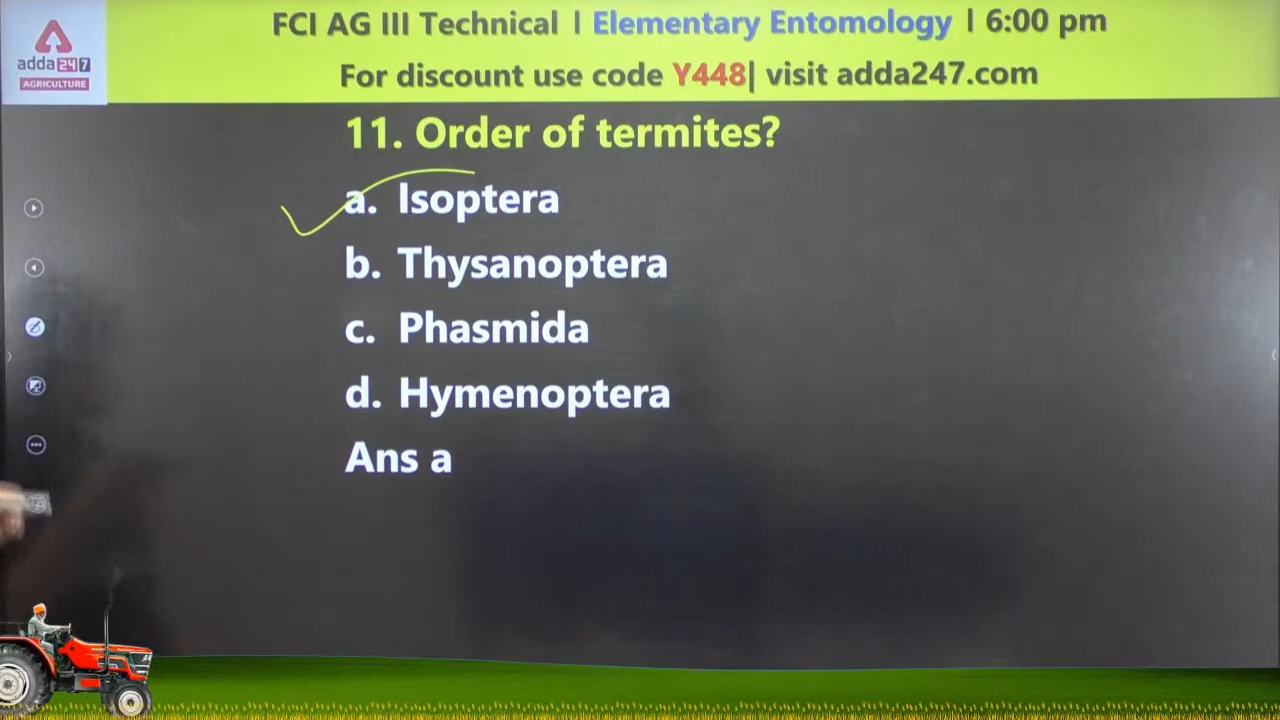 FCI AG III Technical | Elementary Entomology | 6:00 pm
adda247
AGRICULTURE
For discount use code Y448| visit adda247.com
11. Order of termites?
a. Isoptera
b. Thysanoptera
c. Phasmida
d. Hymenoptera
Ans a